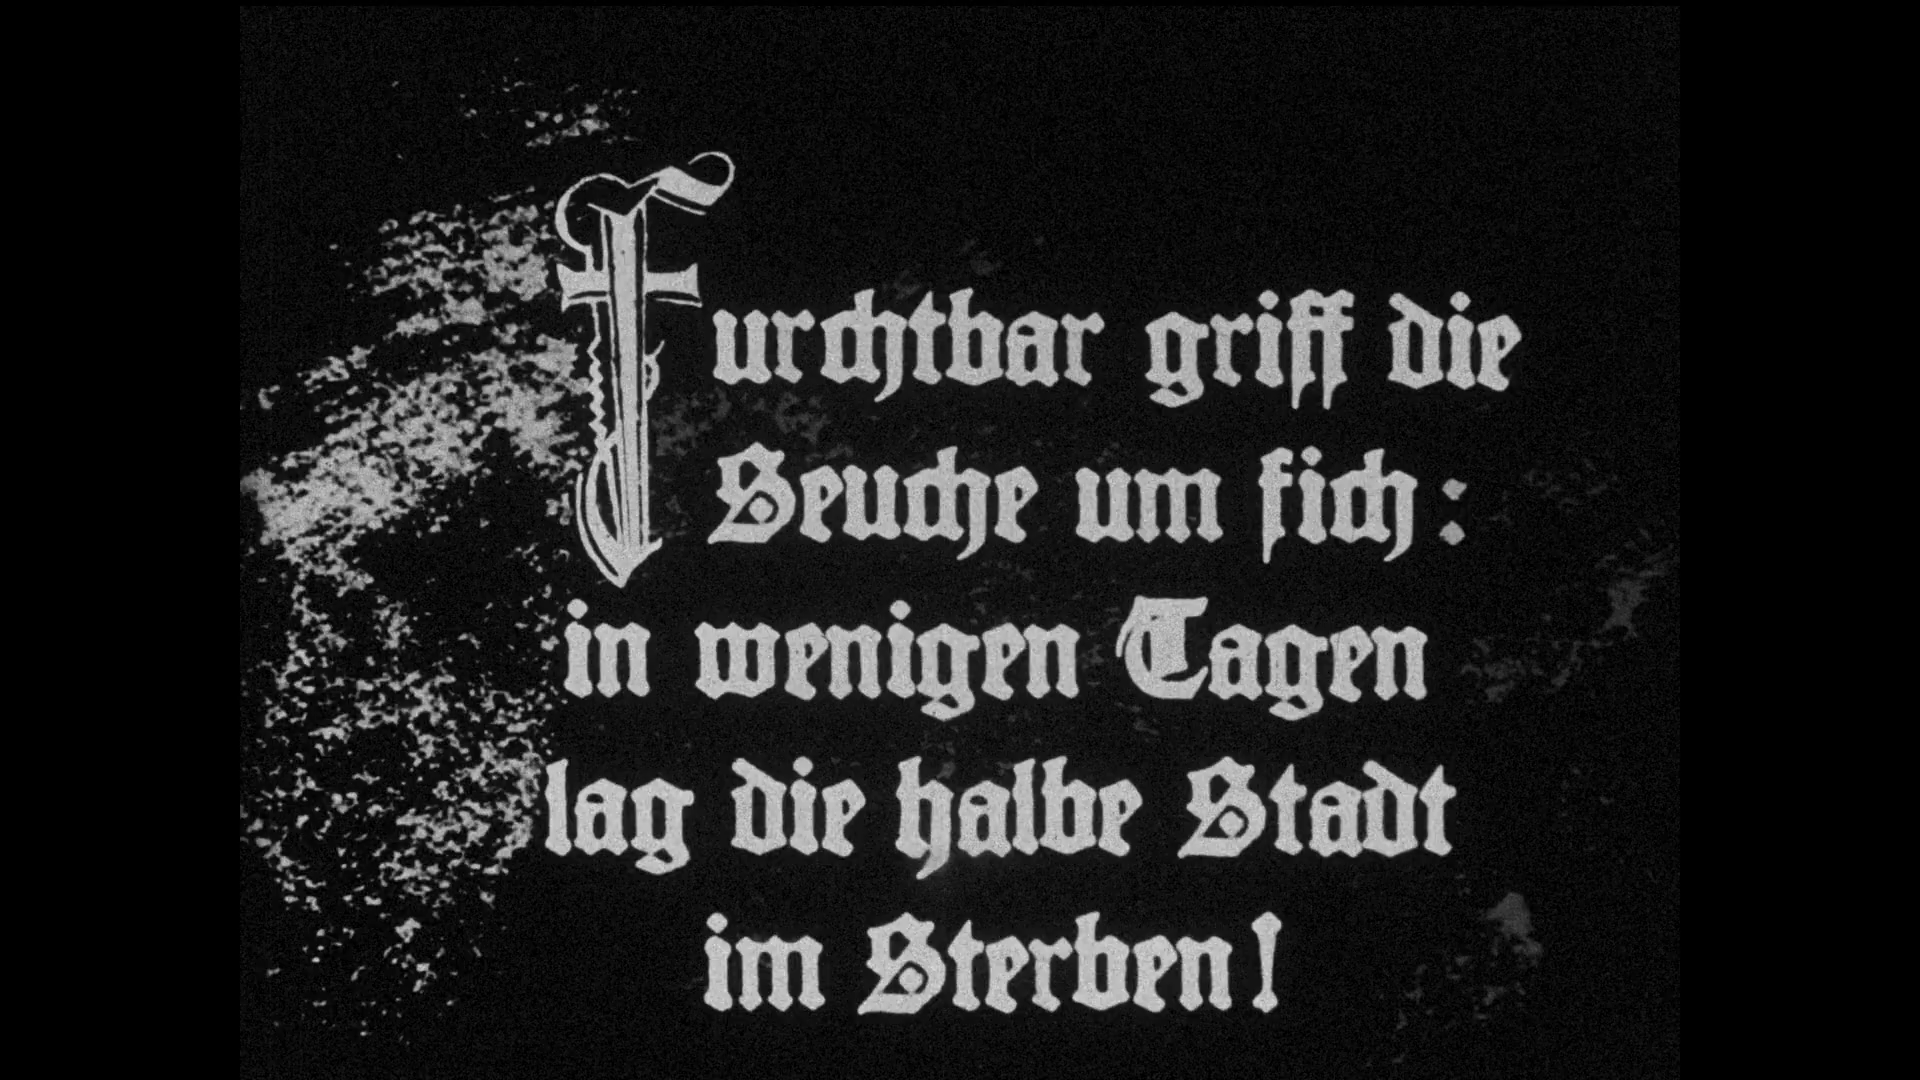 Furchtbar griff die
Seuche um sich:
in wenigen Tagen
lag die halbe Stadt
im Sterben!